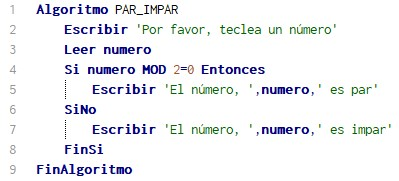 1 Algoritmo PAR_IMPAR
2 Escribir 'Por favor, teclea un número'
3 Leer numero
4 Si numero MOD 2=0 Entonces
5 Escribir 'El número, ',numero,' es par'
6 SiNo
7 Escribir 'El número, ',numero,' es impar'
8 FinSi
9 FinAlgoritmo